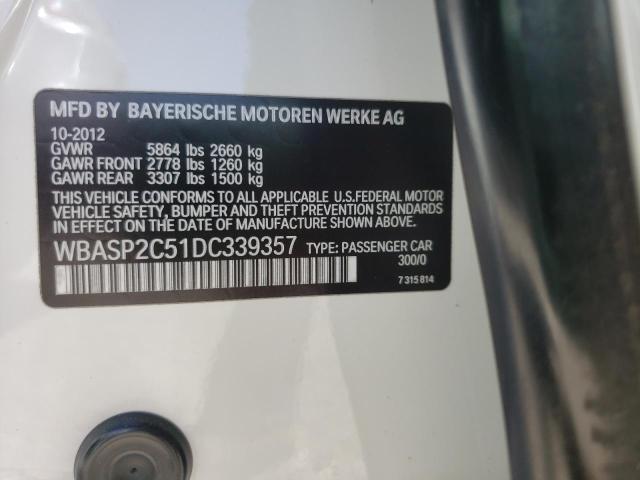 MFD BY BAYERISCHE MOTOREN WERKE AG
10-2012
GVWR 5864 lbs 2660 kg
GAWR FRONT 2778 lbs 1260 kg
GAWR REAR 3307 lbs 1500 kg
THIS VEHICLE CONFORMS TO ALL APPLICABLE U.S.FEDERAL MOTOR
VEHICLE SAFETY, BUMPER, AND THEFT PREVENTION STANDARDS
IN EFFECT ON THE DATE OF MANUFACTURE SHOWN ABOVE.
WBASP2C51DC339357 TYPE: PASSENGER CAR
300/0
7 315 814